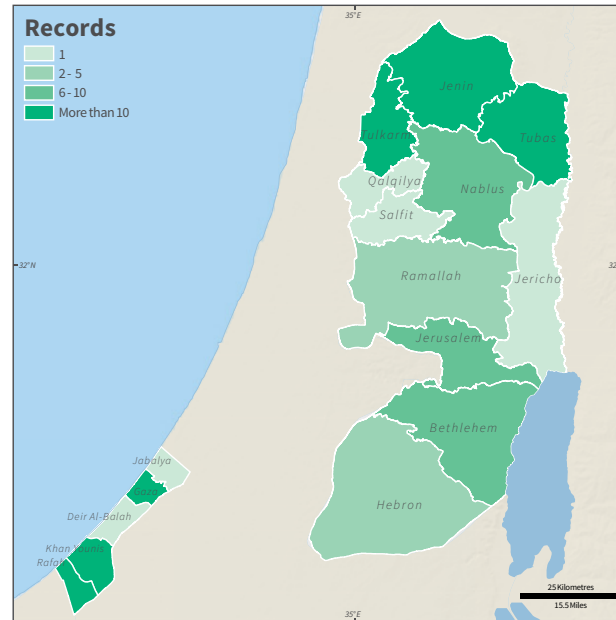 35°E
Records
1
2 - 5
6 - 10
More than 10
Jenin
Tulkarm
Tubas
Qalqilya
Nablus
Salfit
32°N
32
Ramallah
Jericho
Jerusalem
Bethlehem
Jabalya
Gaza
Hebron
Deir Al-Balah
Khan Younis
Rafah
25 Kilometres
15.5 Miles
35°E